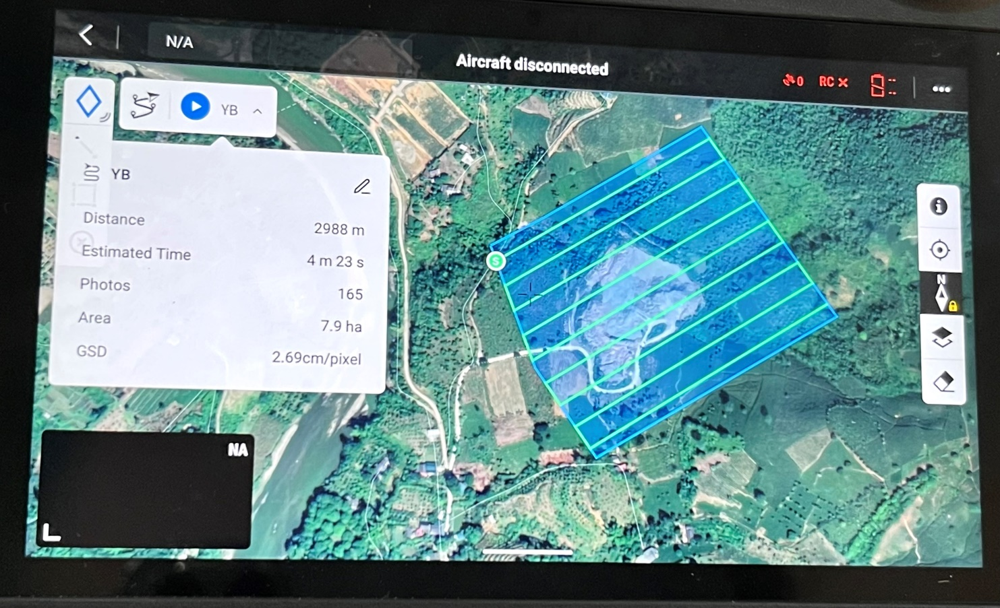 N/A
Aircraft disconnected
0
RC
--
--
YB
YB
Distance
2988 m
Estimated Time
4 m 23 s
Photos
165
Area
7.9 ha
GSD
2.69cm/pixel
S
N
NA